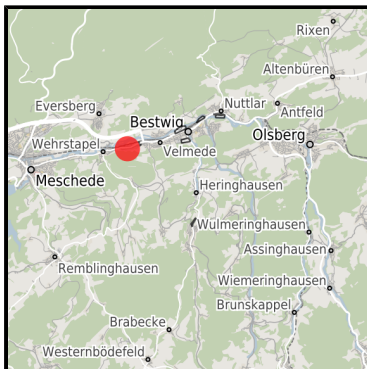 Rixen
Altenbüren
Eversberg
Nuttlar
Antfeld
Bestwig
Olsberg
Wehrstapel
Velmede
Meschede
Heringhausen
Wulmeringhausen
Assinghausen
Remblinghausen
Wiemeringhausen
Brunskappel
Brabecke
Westernbödefeld